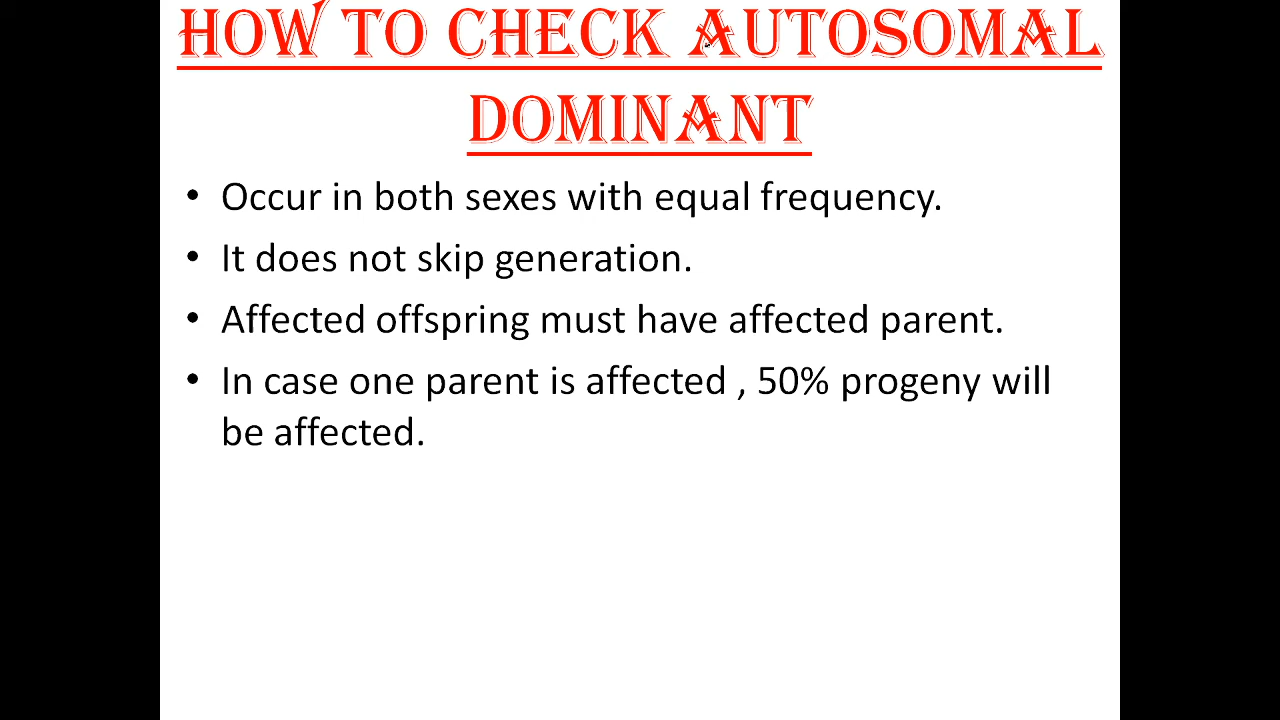 HOW TO CHECK AUTOSOMAL
DOMINANT
• Occur in both sexes with equal frequency.
• It does not skip generation.
• Affected offspring must have affected parent.
• In case one parent is affected , 50% progeny will
be affected.